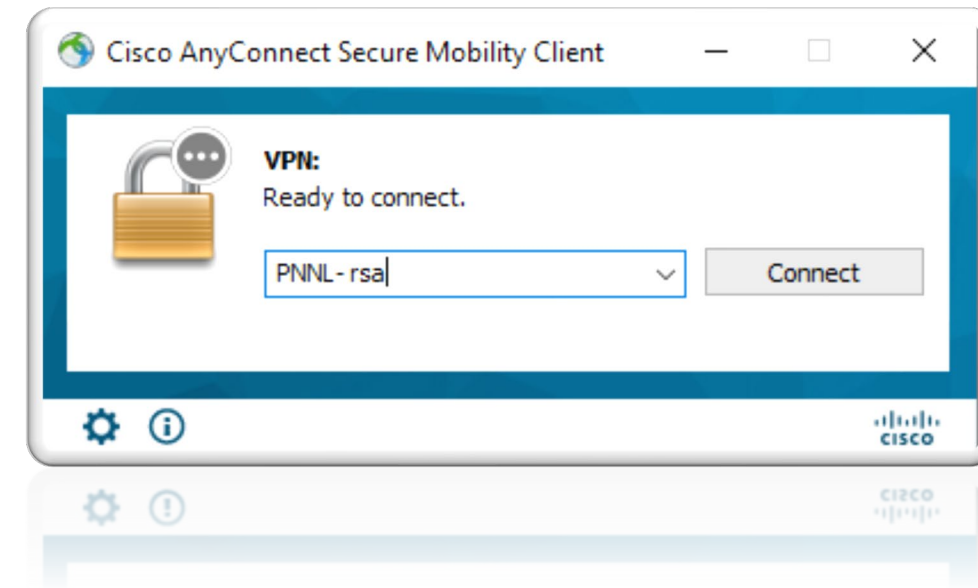 Cisco AnyConnect Secure Mobility Client
VPN:
Ready to connect.
PNNL- rsa
Connect
CISCO